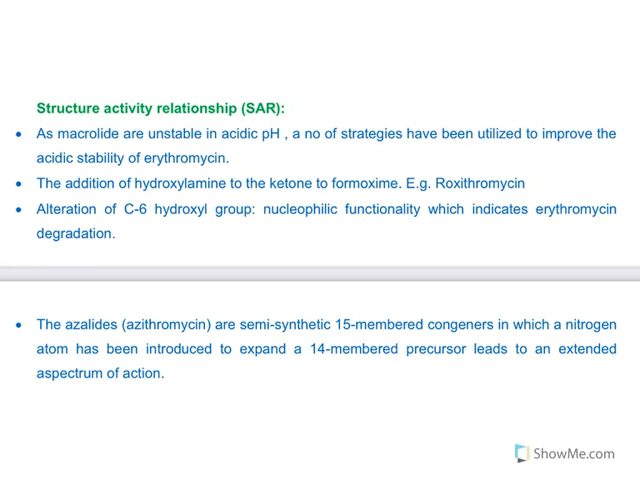 Structure activity relationship (SAR):
• As macrolide are unstable in acidic pH , a no of strategies have been utilized to improve the
acidic stability of erythromycin.
• The addition of hydroxylamine to the ketone to formoxime. E.g. Roxithromycin
• Alteration of C-6 hydroxyl group: nucleophilic functionality which indicates erythromycin
degradation.
• The azalides (azithromycin) are semi-synthetic 15-membered congeners in which a nitrogen
atom has been introduced to expand a 14-membered precursor leads to an extended
aspectrum of action.
ShowMe.com